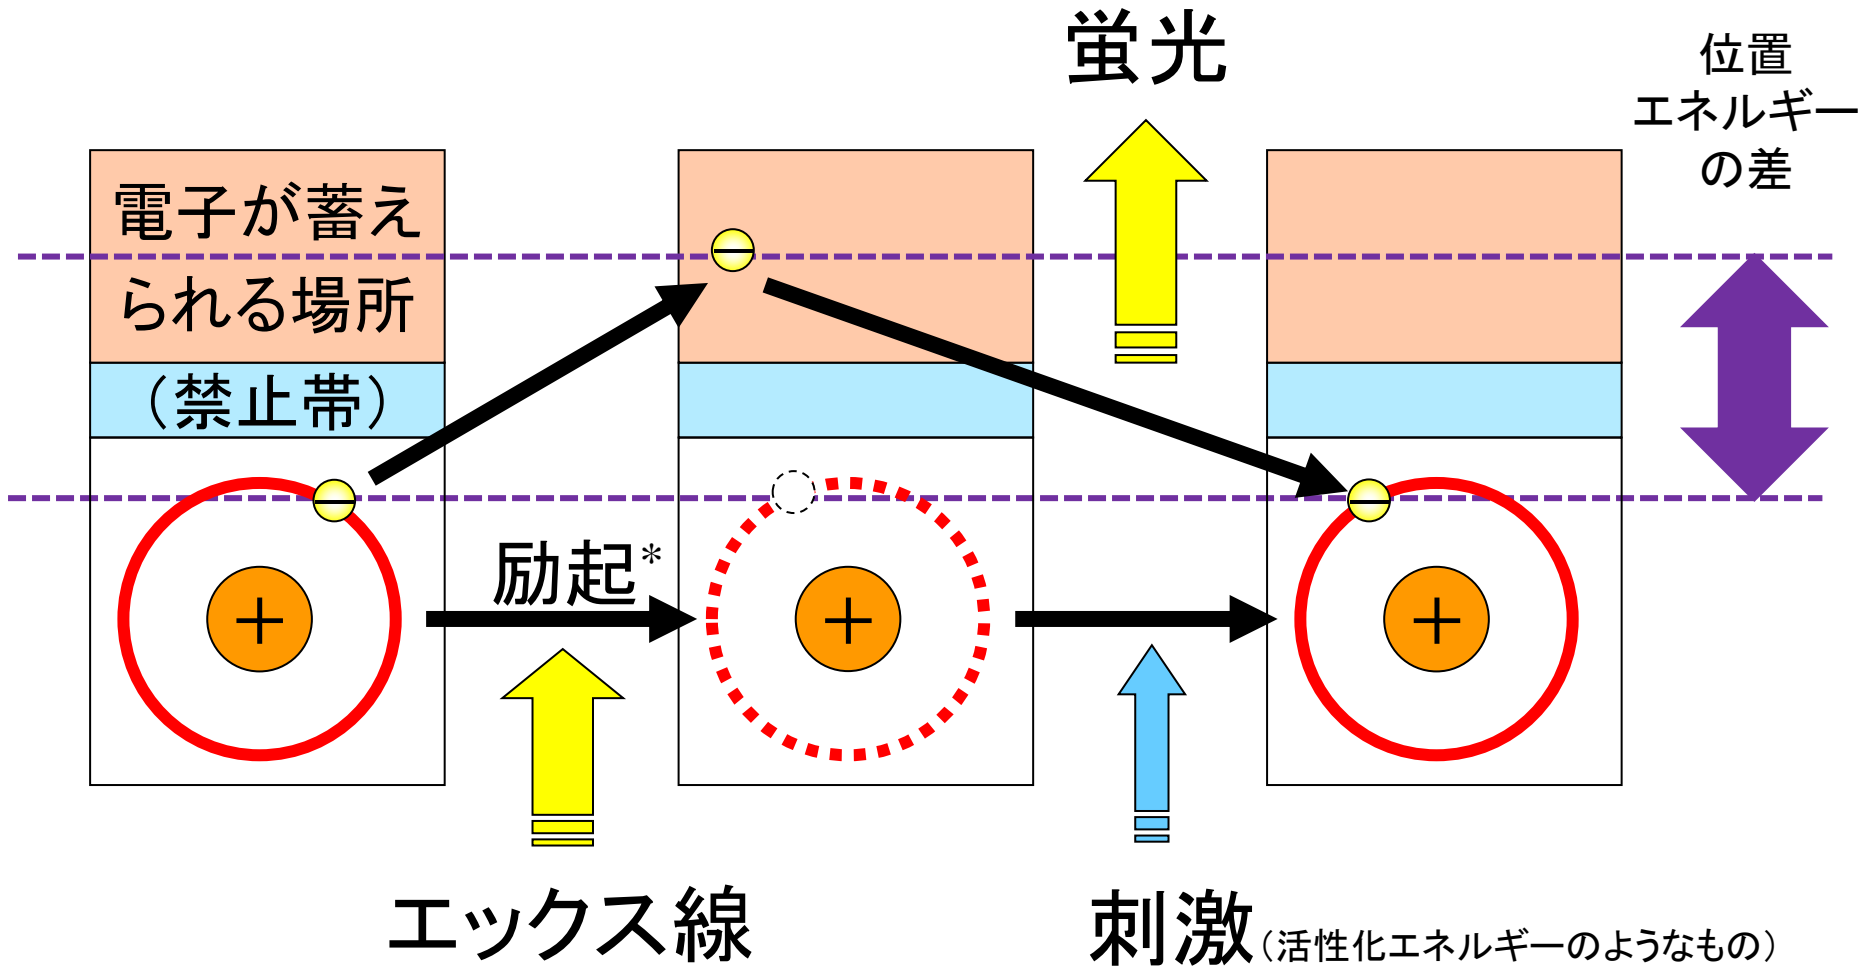 蛍光
位置
エネルギー
の差
電子が蓄え
られる場所
（禁止帯）
励起*
＋
＋
＋
エックス線
刺激（活性化エネルギーのようなもの）